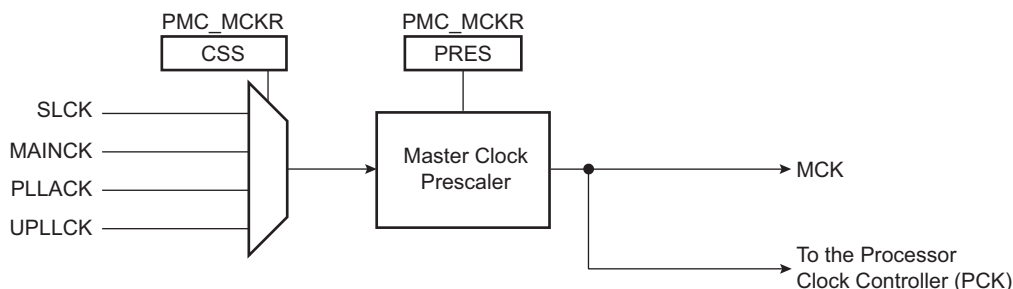 PMC_MCKR
CSS
PMC_MCKR
PRES
SLCK
MAINCK
PLLACK
UPLLCK
Master Clock
Prescaler
MCK
To the Processor
Clock Controller (PCK)